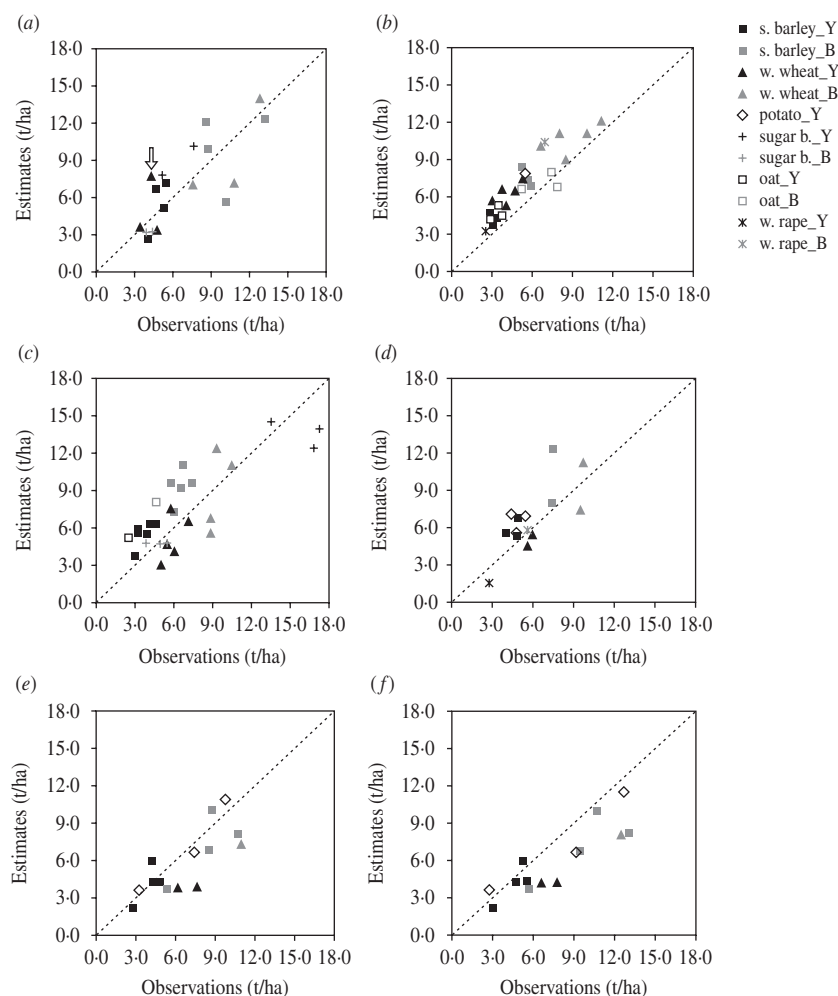 (a)
18·0
15·0
12·0
9·0
6·0
3·0
0·0
Estimates (t/ha)
0·0 3·0 6·0 9·0 12·0 15·0 18·0
Observations (t/ha)
(b)
18·0
15·0
12·0
9·0
6·0
3·0
0·0
Estimates (t/ha)
0·0 3·0 6·0 9·0 12·0 15·0 18·0
Observations (t/ha)
s. barley_Y
s. barley_B
w. wheat_Y
w. wheat_B
potato_Y
sugar b._Y
sugar b._B
oat_Y
oat_B
w. rape_Y
w. rape_B
(c)
18·0
15·0
12·0
9·0
6·0
3·0
0·0
Estimates (t/ha)
0·0 3·0 6·0 9·0 12·0 15·0 18·0
Observations (t/ha)
(d)
18·0
15·0
12·0
9·0
6·0
3·0
0·0
Estimates (t/ha)
0·0 3·0 6·0 9·0 12·0 15·0 18·0
Observations (t/ha)
(e)
18·0
15·0
12·0
9·0
6·0
3·0
0·0
Estimates (t/ha)
0·0 3·0 6·0 9·0 12·0 15·0 18·0
Observations (t/ha)
(f)
18·0
15·0
12·0
9·0
6·0
3·0
0·0
Estimates (t/ha)
0·0 3·0 6·0 9·0 12·0 15·0 18·0
Observations (t/ha)